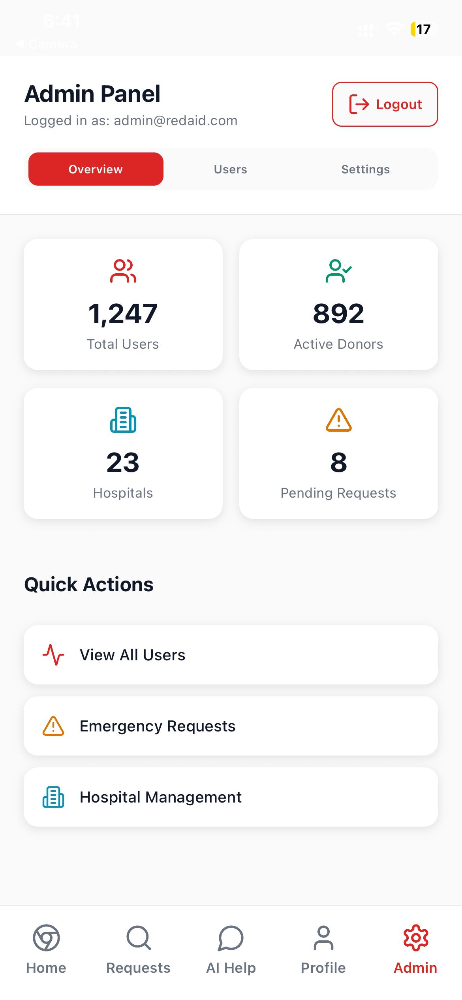 6:41
17
Camera
Admin Panel
Logout
Logged in as: admin@redaid.com
Overview
Users
Settings
1,247
Total Users
892
Active Donors
23
Hospitals
8
Pending Requests
Quick Actions
View All Users
Emergency Requests
Hospital Management
Home
Requests
AI Help
Profile
Admin